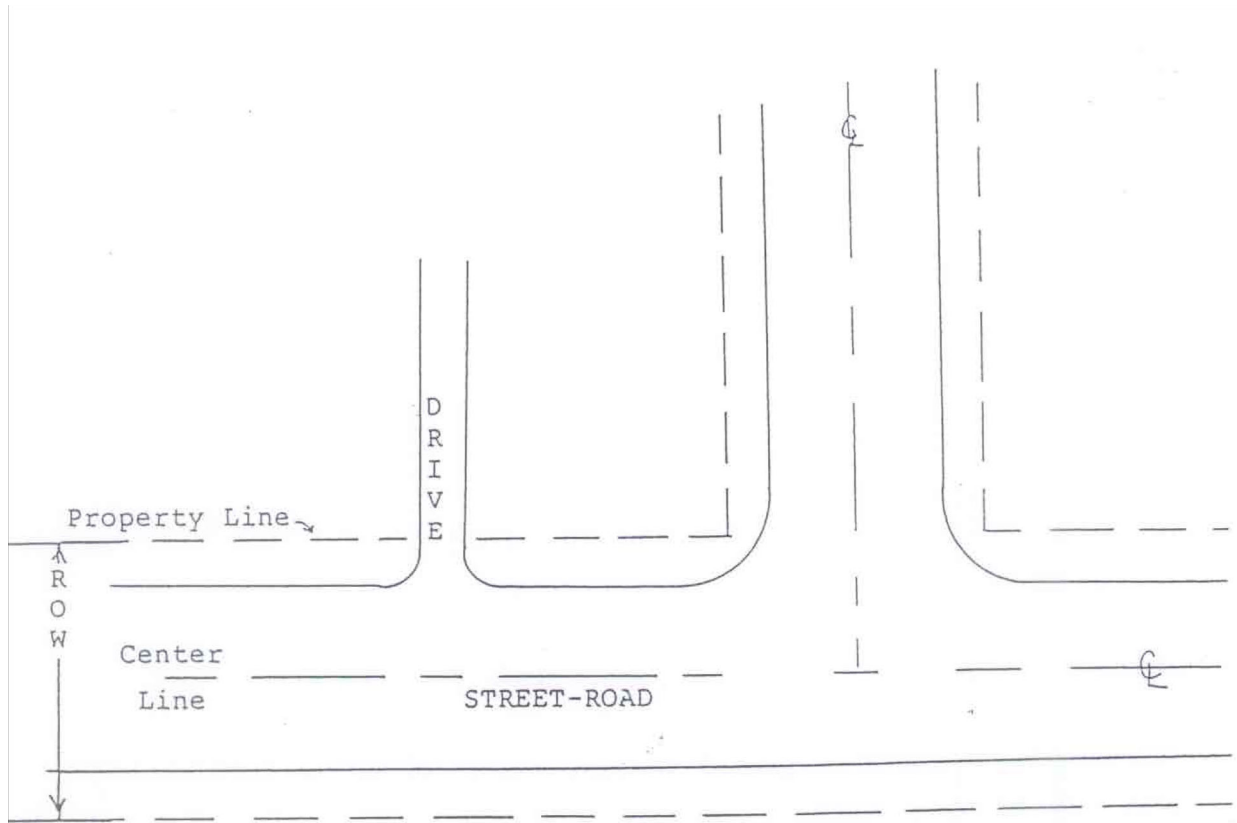 ℄
DRIVE
Property Line
ROW
Center
Line
STREET-ROAD
℄